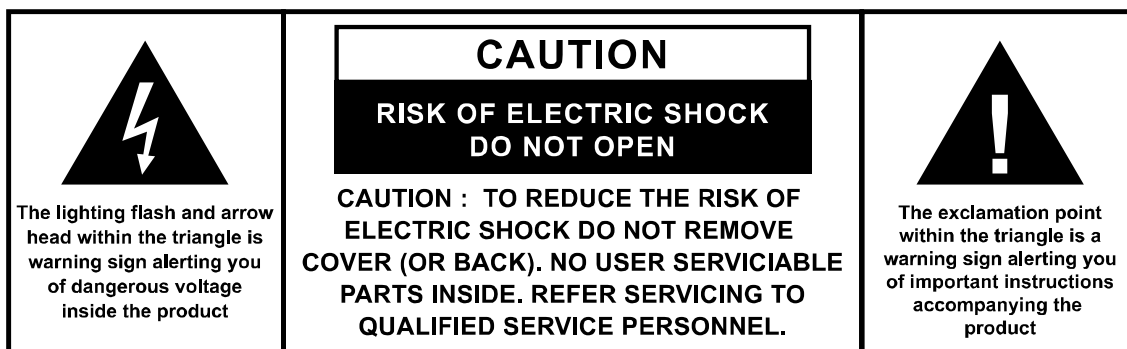 The lighting flash and arrow
head within the triangle is
warning sign alerting you
of dangerous voltage
inside the product
CAUTION
RISK OF ELECTRIC SHOCK
DO NOT OPEN
CAUTION : TO REDUCE THE RISK OF
ELECTRIC SHOCK DO NOT REMOVE
COVER (OR BACK). NO USER SERVICIABLE
PARTS INSIDE. REFER SERVICING TO
QUALIFIED SERVICE PERSONNEL.
!
The exclamation point
within the triangle is a
warning sign alerting you
of important instructions
accompanying the
product